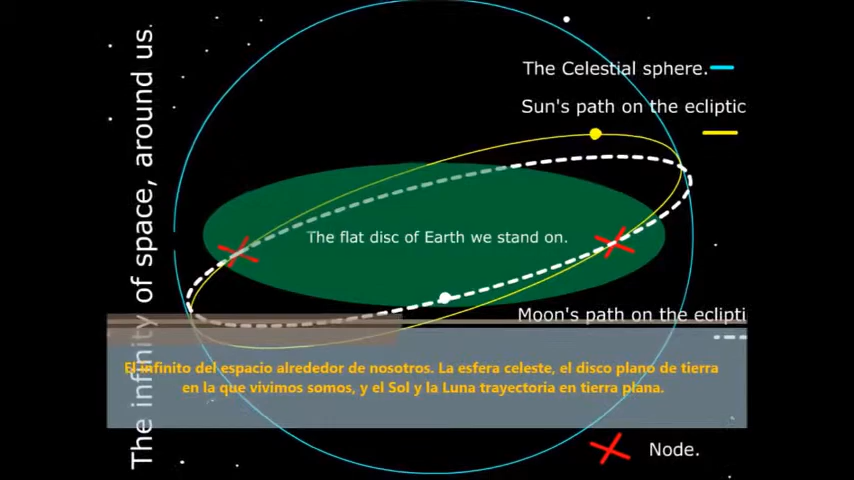 The infinity of space, around us.
The Celestial sphere.
Sun's path on the ecliptic
The flat disc of Earth we stand on.
Moon's path on the eclipti
El infinito del espacio alrededor de nosotros. La esfera celeste, el disco plano de tierra
en la que vivimos somos, y el Sol y la Luna trayectoria en tierra plana.
Node.